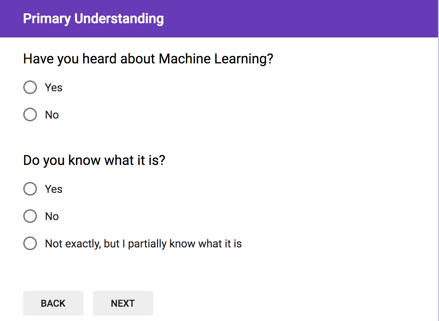 Primary Understanding
Have you heard about Machine Learning?
Yes
No
Do you know what it is?
Yes
No
Not exactly, but I partially know what it is
BACK NEXT